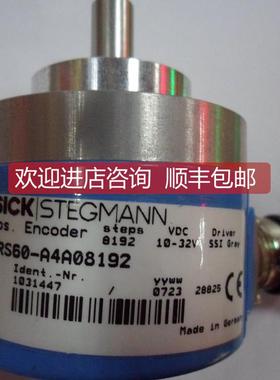 SICK|STEGMANN
os. Encoder
steps VDC Driver
8192 10-32V SSI Gray
RS60-A4A08192
Ident.-Nr. yyww
1031447 / 0723 28825
Made in Germany
欢迎进店咨询 顺丰包邮